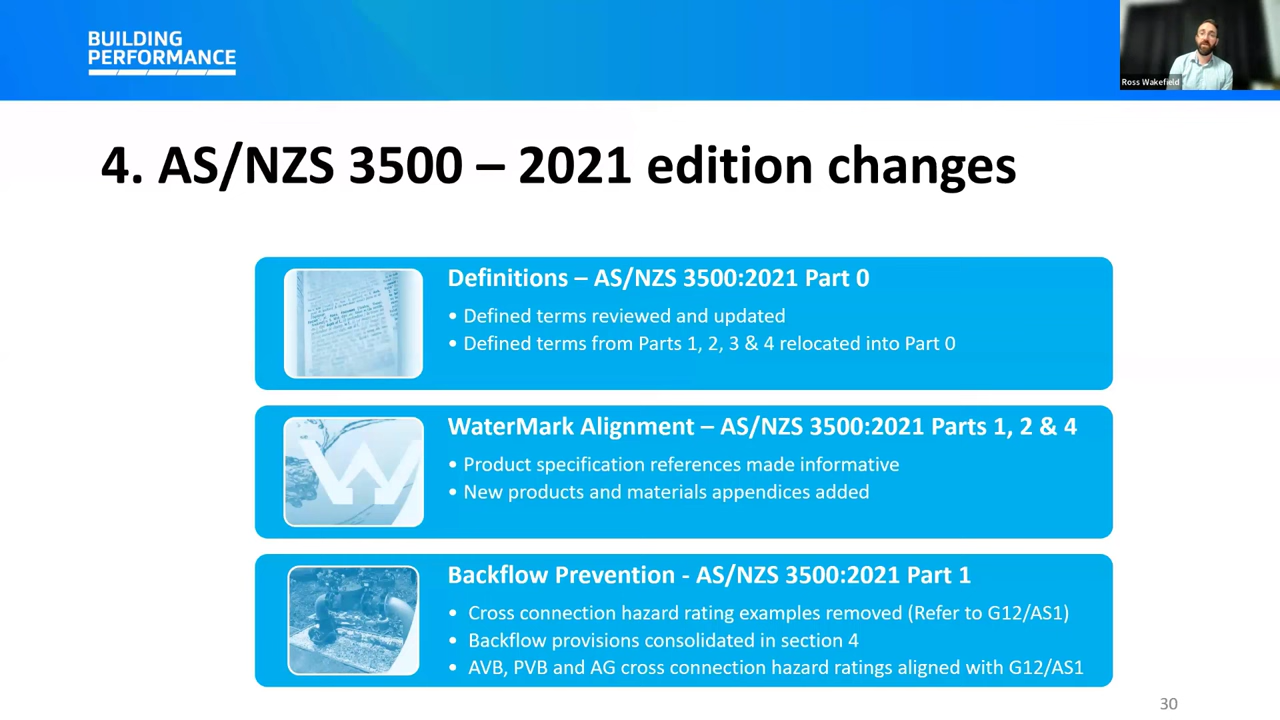 BUILDING
PERFORMANCE
Ross Wakefield
4. AS/NZS 3500 – 2021 edition changes
Definitions – AS/NZS 3500:2021 Part 0
• Defined terms reviewed and updated
• Defined terms from Parts 1, 2, 3 & 4 relocated into Part 0
WaterMark Alignment – AS/NZS 3500:2021 Parts 1, 2 & 4
• Product specification references made informative
• New products and materials appendices added
Backflow Prevention - AS/NZS 3500:2021 Part 1
• Cross connection hazard rating examples removed (Refer to G12/AS1)
• Backflow provisions consolidated in section 4
• AVB, PVB and AG cross connection hazard ratings aligned with G12/AS1
30